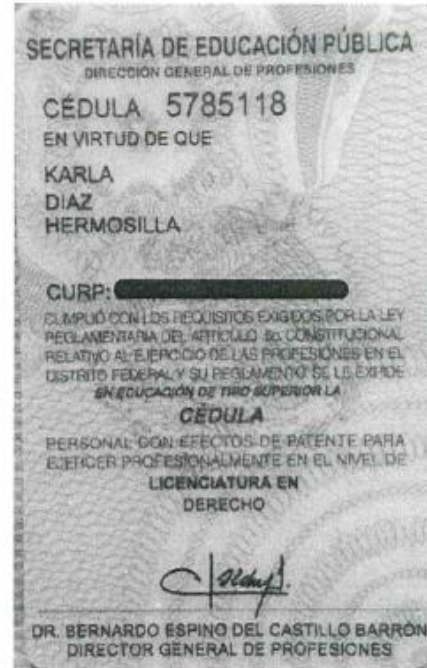 SECRETARÍA DE EDUCACIÓN PÚBLICA
DIRECCIÓN GENERAL DE PROFESIONES
CÉDULA 5785118
EN VIRTUD DE QUE
KARLA
DIAZ
HERMOSILLA
CURP:
CUMPLIÓ CON LOS REQUISITOS EXIGIDOS POR LA LEY
REGLAMENTARIA DEL ARTÍCULO 5o. CONSTITUCIONAL
RELATIVO AL EJERCICIO DE LAS PROFESIONES EN EL
DISTRITO FEDERAL Y SU REGLAMENTO SE LE EXPIDE
EN EDUCACIÓN DE TIPO SUPERIOR LA
CÉDULA
PERSONAL CON EFECTOS DE PATENTE PARA
EJERCER PROFESIONALMENTE EN EL NIVEL DE
LICENCIATURA EN
DERECHO
DR. BERNARDO ESPINO DEL CASTILLO BARRÓN
DIRECTOR GENERAL DE PROFESIONES